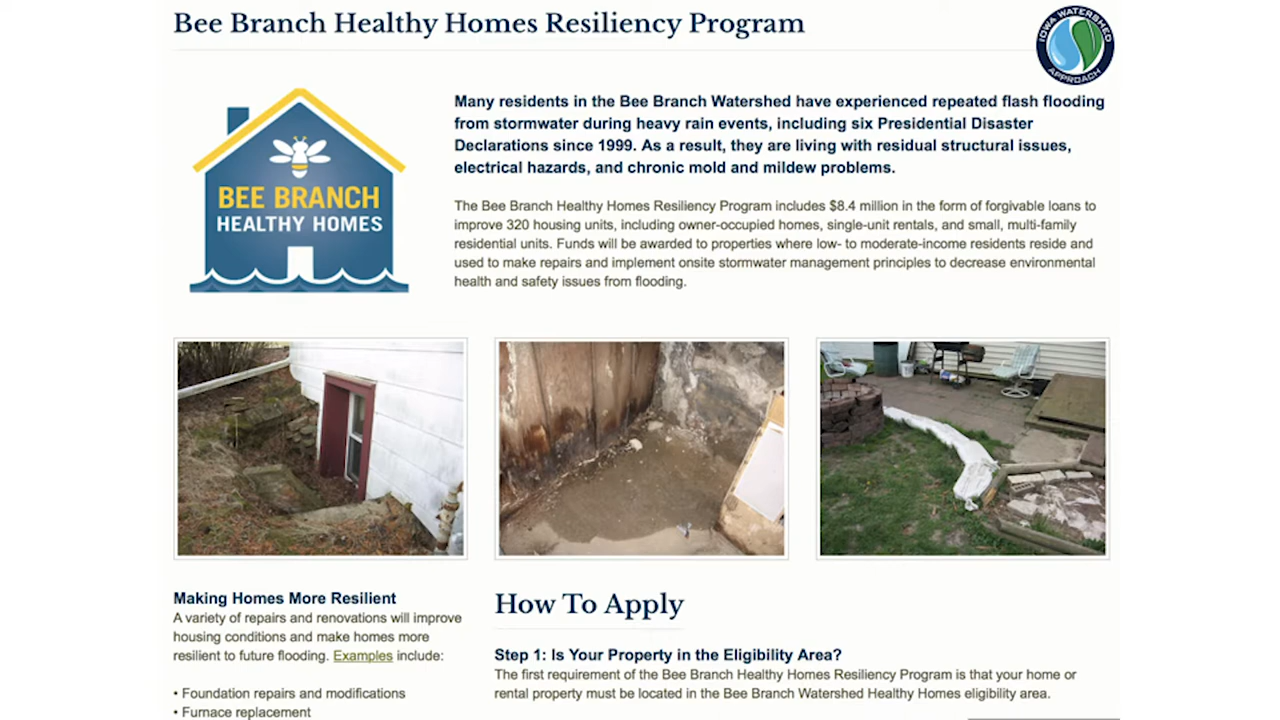 Bee Branch Healthy Homes Resiliency Program
IOWA WATERSHED
APPROACH
BEE BRANCH
HEALTHY HOMES
Many residents in the Bee Branch Watershed have experienced repeated flash flooding
from stormwater during heavy rain events, including six Presidential Disaster
Declarations since 1999. As a result, they are living with residual structural issues,
electrical hazards, and chronic mold and mildew problems.
The Bee Branch Healthy Homes Resiliency Program includes $8.4 million in the form of forgivable loans to
improve 320 housing units, including owner-occupied homes, single-unit rentals, and small, multi-family
residential units. Funds will be awarded to properties where low- to moderate-income residents reside and
used to make repairs and implement onsite stormwater management principles to decrease environmental
health and safety issues from flooding.
Making Homes More Resilient
A variety of repairs and renovations will improve
housing conditions and make homes more
resilient to future flooding. Examples include:
• Foundation repairs and modifications
• Furnace replacement
How To Apply
Step 1: Is Your Property in the Eligibility Area?
The first requirement of the Bee Branch Healthy Homes Resiliency Program is that your home or
rental property must be located in the Bee Branch Watershed Healthy Homes eligibility area.